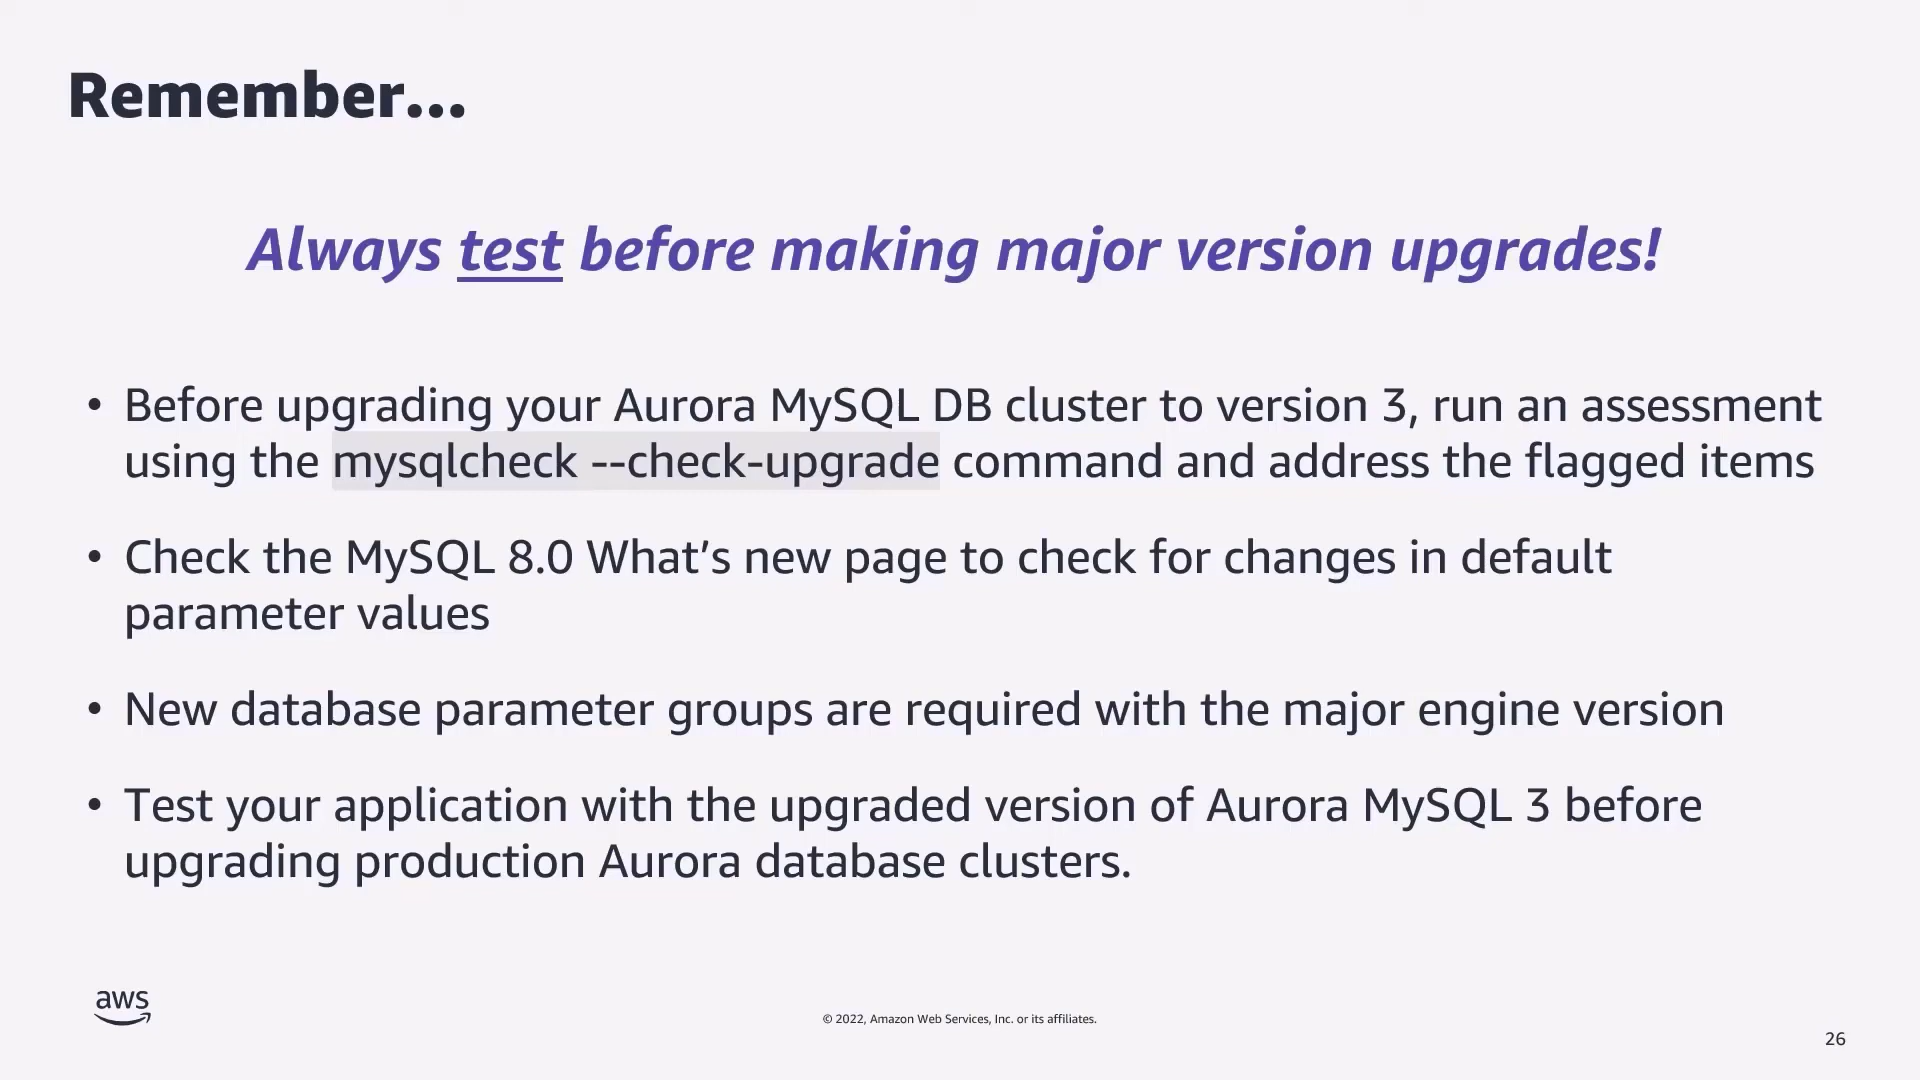 Remember...
Always test before making major version upgrades!
• Before upgrading your Aurora MySQL DB cluster to version 3, run an assessment
using the mysqlcheck --check-upgrade command and address the flagged items
• Check the MySQL 8.0 What’s new page to check for changes in default
parameter values
• New database parameter groups are required with the major engine version
• Test your application with the upgraded version of Aurora MySQL 3 before
upgrading production Aurora database clusters.
aws
© 2022, Amazon Web Services, Inc. or its affiliates.
26